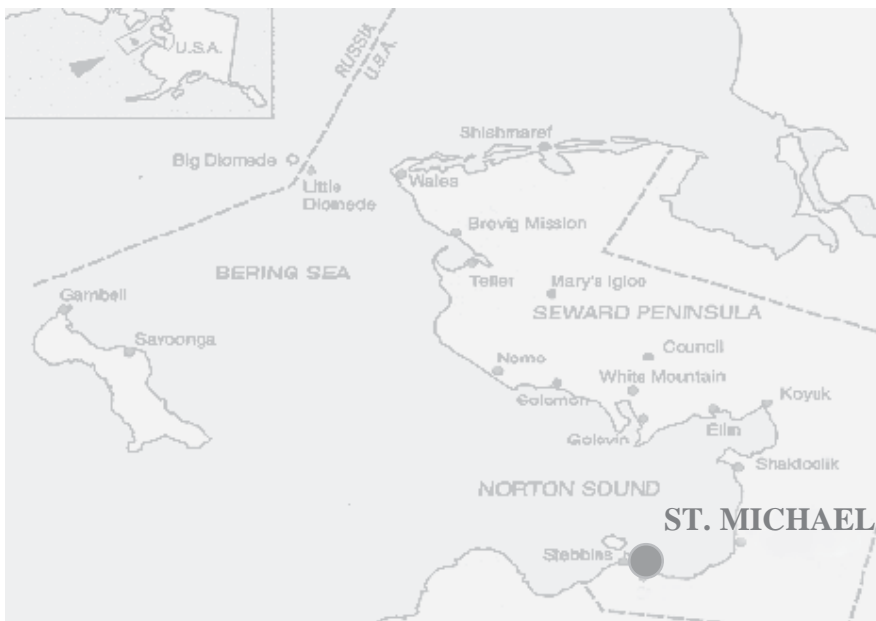 U.S.A.
RUSSIA
U.S.A.
Shishmaref
Big Diomede
Wales
Little
Diomede
Brevig Mission
BERING SEA
Teller
Mary's Igloo
Gambell
SEWARD PENINSULA
Savoonga
Council
Nome
White Mountain
Solomon
Koyuk
Golovin
Elim
Shaktoolik
NORTON SOUND
ST. MICHAEL
Stebbins